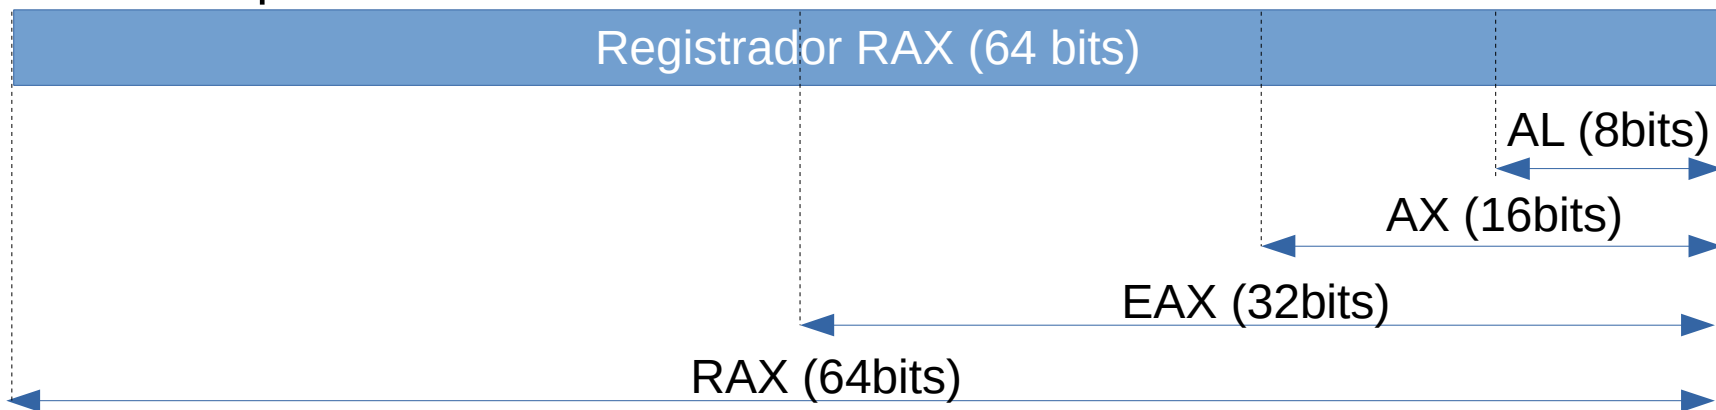 Registrador RAX (64 bits)
AL (8bits)
AX (16bits)
EAX (32bits)
RAX (64bits)